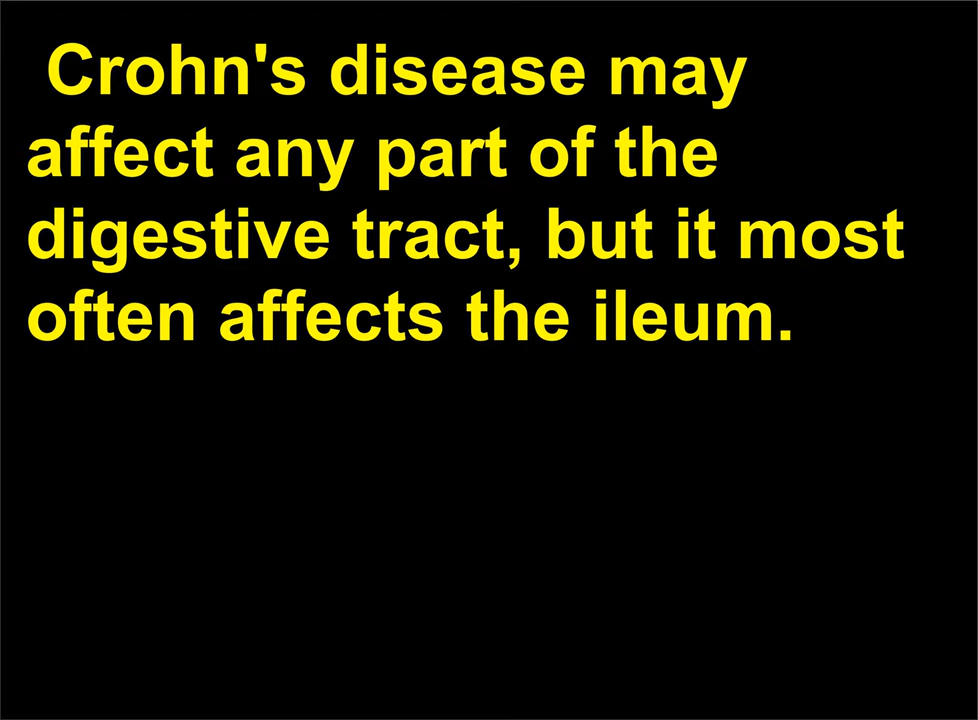 Crohn's disease may
affect any part of the
digestive tract, but it most
often affects the ileum.